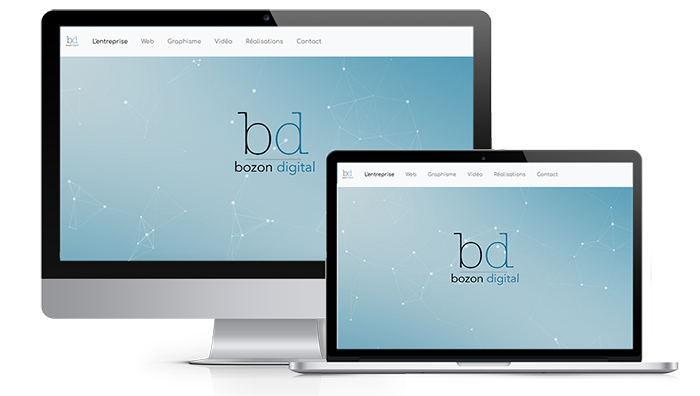 bd L'entreprise Web Graphisme Vidéo Réalisations Contact
bd
bozon digital
bd L'entreprise Web Graphisme Vidéo Réalisations Contact
bd
bozon digital